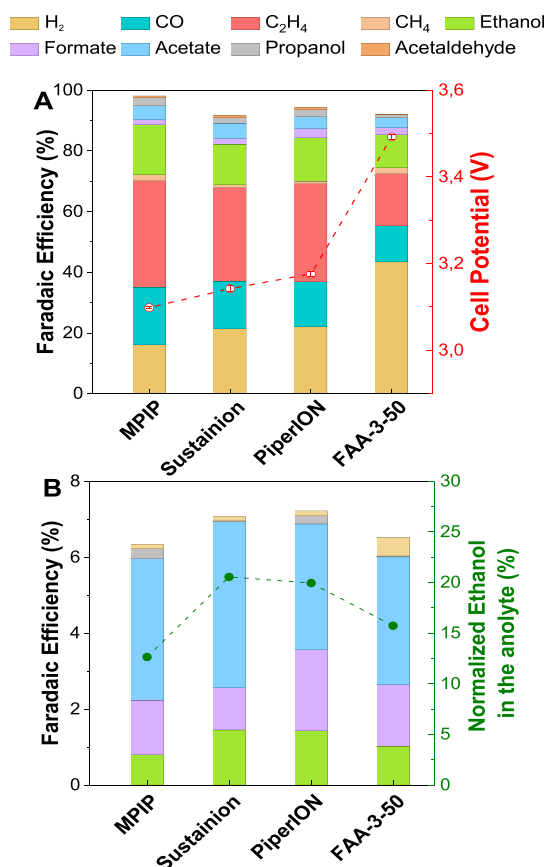 H₂ CO C₂H₄ CH₄ Ethanol
Formate Acetate Propanol Acetaldehyde
A
Faradaic Efficiency (%)
100
80
60
40
20
0
3,6
3,4
3,2
3,0
Cell Potential (V)
MPIP Sustainion PiperION FAA-3-50
B
Faradaic Efficiency (%)
8
6
4
2
0
30
25
20
15
10
5
0
Normalized Ethanol
in the anolyte (%)
MPIP Sustainion PiperION FAA-3-50